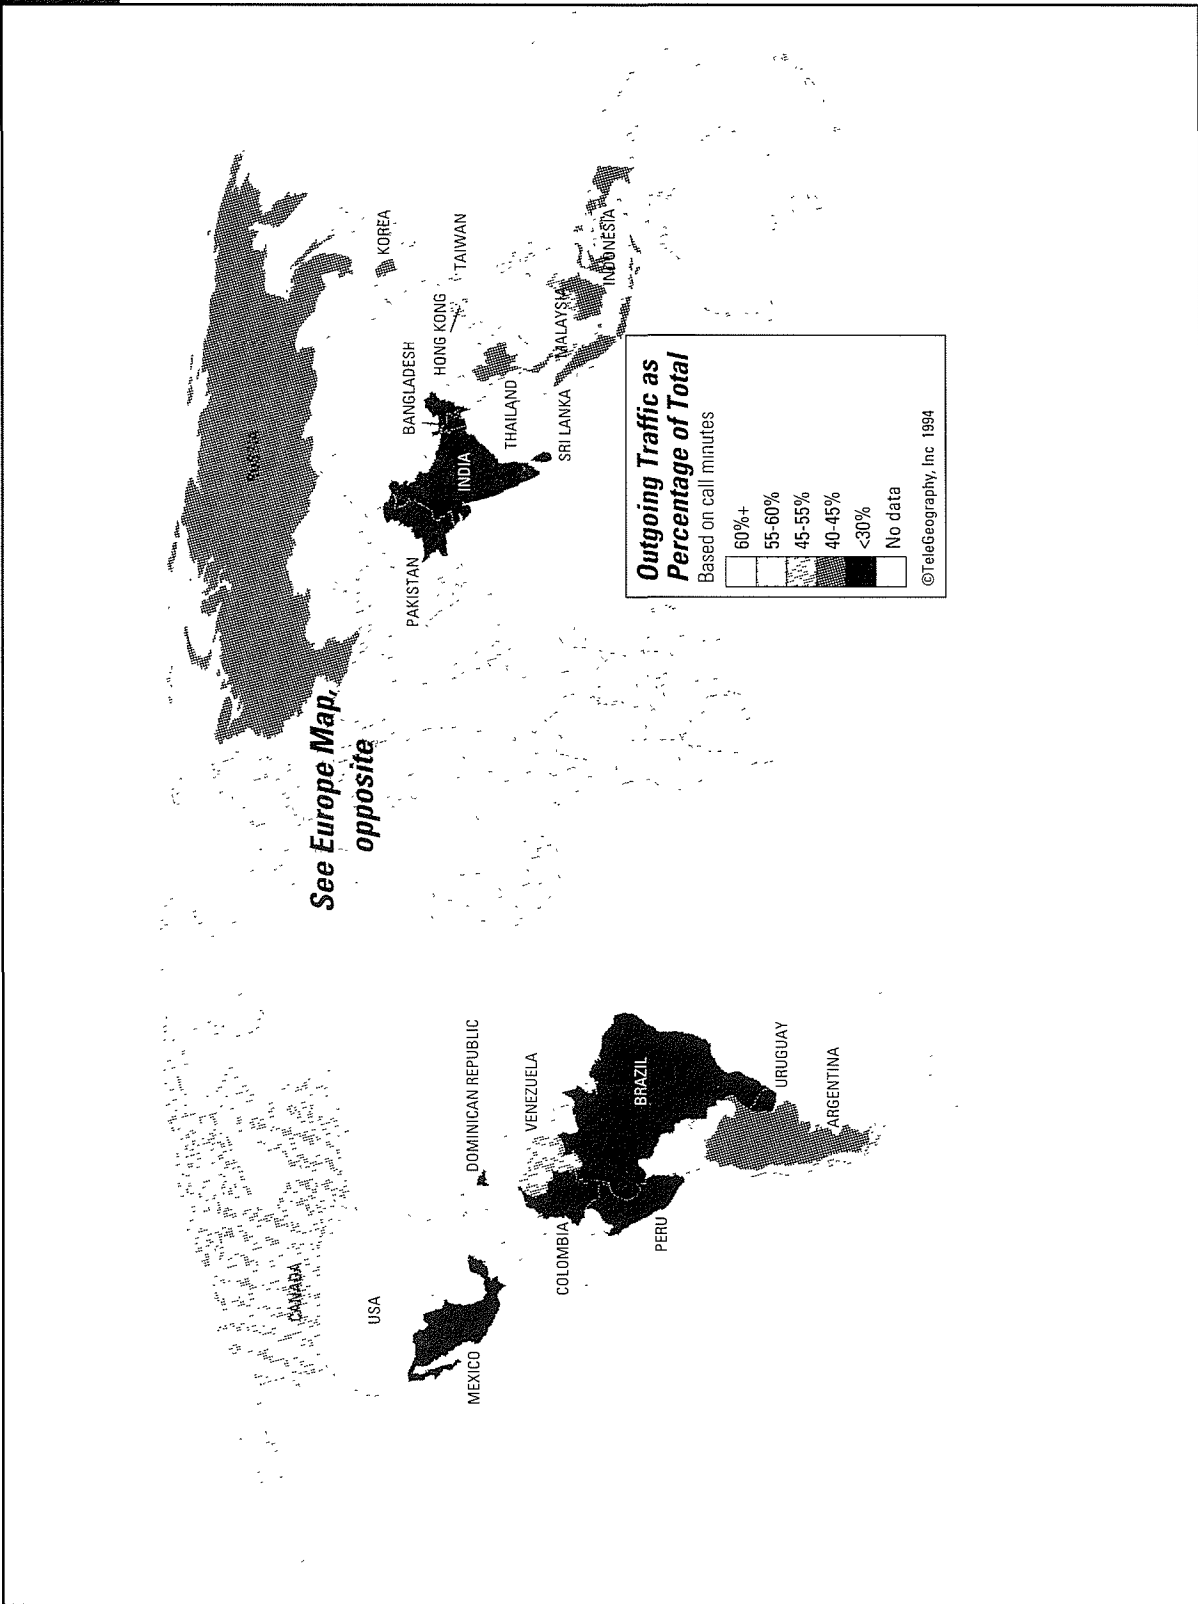 CANADA
USA
MEXICO
DOMINICAN REPUBLIC
VENEZUELA
COLOMBIA
BRAZIL
PERU
URUGUAY
ARGENTINA
See Europe Map,
opposite
KOREA
TAIWAN
HONG KONG
BANGLADESH
PAKISTAN
INDIA
THAILAND
SRI LANKA
MALAYSIA
INDONESIA
Outgoing Traffic as
Percentage of Total
Based on call minutes
60%+
55-60%
45-55%
40-45%
<30%
No data
©TeleGeography, Inc 1994